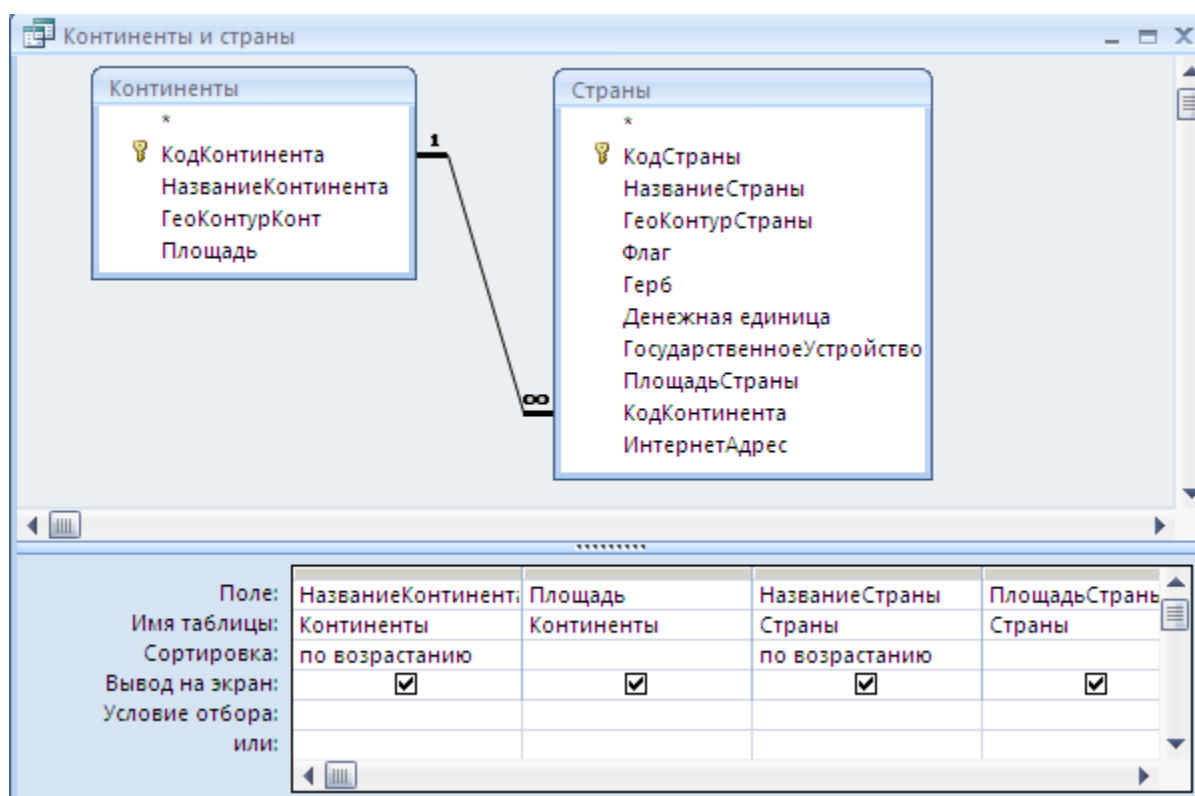 Континенты и страны
Континенты
*
КодКонтинента
НазваниеКонтинента
ГеоКонтурКонт
Площадь
1
∞
Страны
*
КодСтраны
НазваниеСтраны
ГеоКонтурСтраны
Флаг
Герб
Денежная единица
ГосударственноеУстройство
ПлощадьСтраны
КодКонтинента
ИнтернетАдрес
Поле: НазваниеКонтинента Площадь НазваниеСтраны ПлощадьСтраны
Имя таблицы: Континенты Континенты Страны Страны
Сортировка: по возрастанию по возрастанию
Вывод на экран:
Условие отбора:
или: